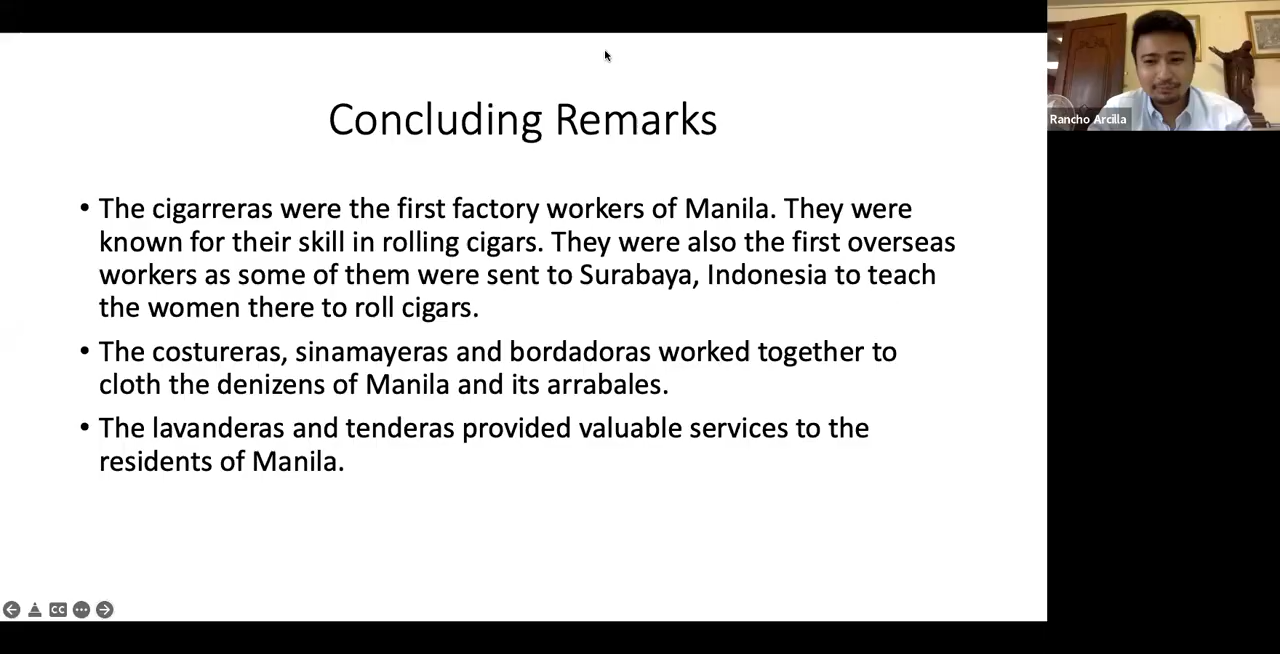 Concluding Remarks
• The cigarreras were the first factory workers of Manila. They were
known for their skill in rolling cigars. They were also the first overseas
workers as some of them were sent to Surabaya, Indonesia to teach
the women there to roll cigars.
• The costureras, sinamayeras and bordadoras worked together to
cloth the denizens of Manila and its arrabales.
• The lavanderas and tenderas provided valuable services to the
residents of Manila.
Rancho Arcilla
CC